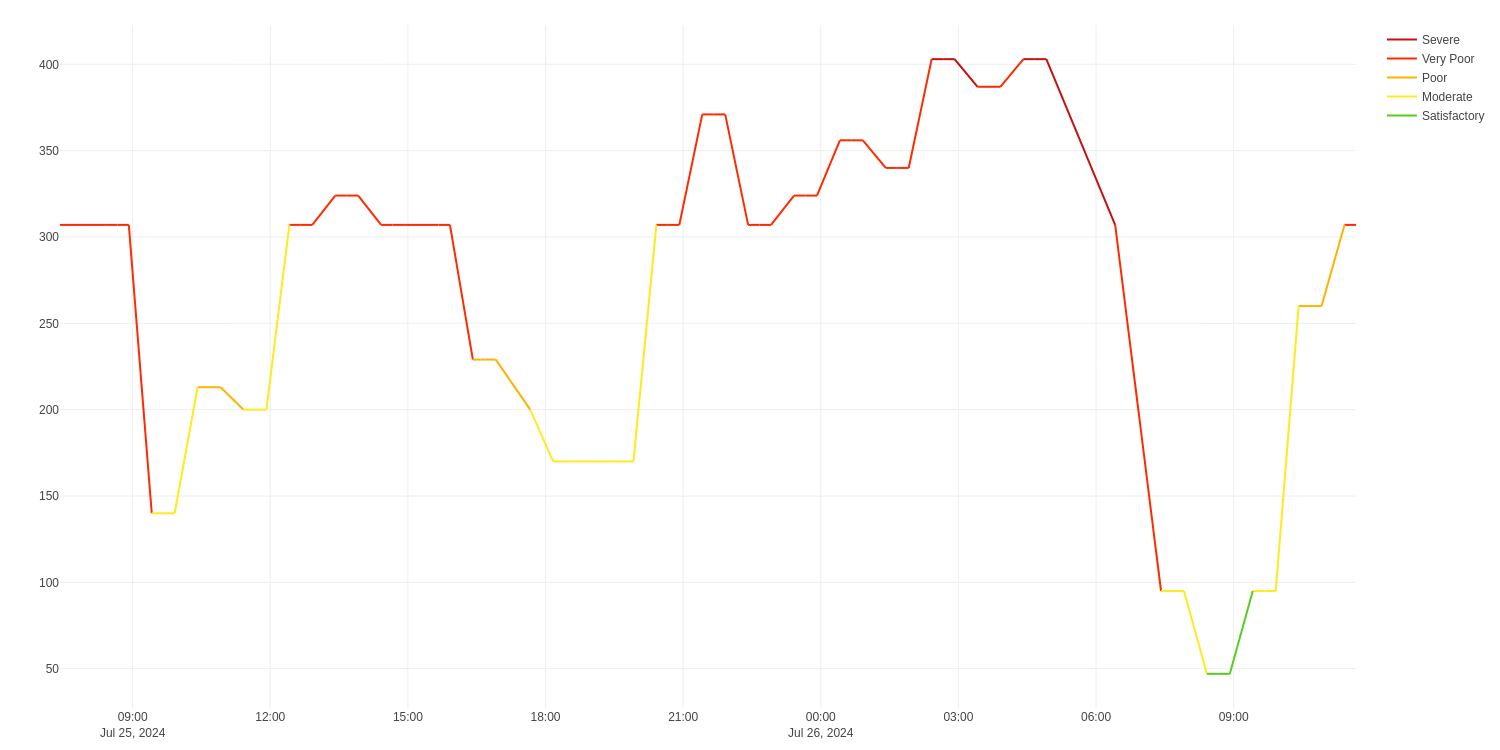 400
350
300
250
200
150
100
50
09:00
12:00
15:00
18:00
21:00
00:00
03:00
06:00
09:00
Jul 25, 2024
Jul 26, 2024
Severe
Very Poor
Poor
Moderate
Satisfactory